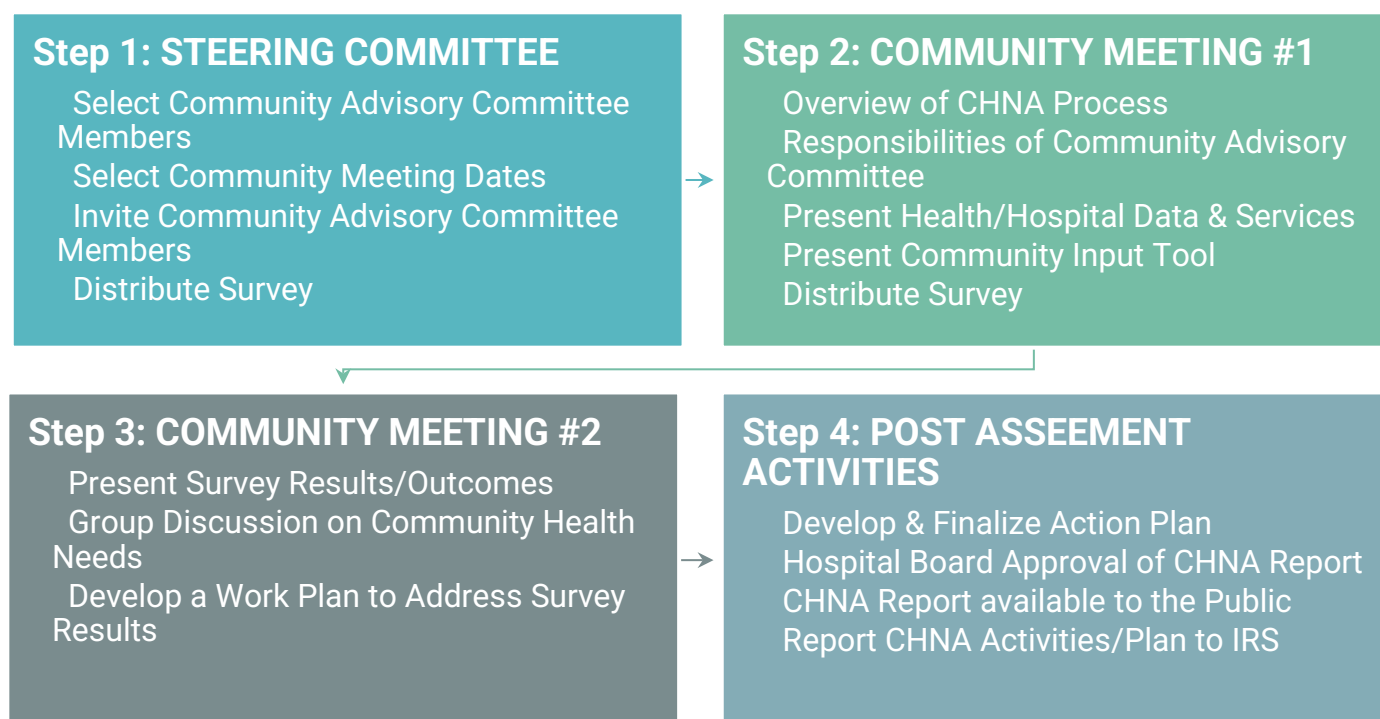 Step 1: STEERING COMMITTEE
Select Community Advisory Committee
Members
Select Community Meeting Dates
Invite Community Advisory Committee
Members
Distribute Survey
Step 2: COMMUNITY MEETING #1
Overview of CHNA Process
Responsibilities of Community Advisory
Committee
Present Health/Hospital Data & Services
Present Community Input Tool
Distribute Survey
Step 3: COMMUNITY MEETING #2
Present Survey Results/Outcomes
Group Discussion on Community Health
Needs
Develop a Work Plan to Address Survey
Results
Step 4: POST ASSEEMENT
ACTIVITIES
Develop & Finalize Action Plan
Hospital Board Approval of CHNA Report
CHNA Report available to the Public
Report CHNA Activities/Plan to IRS